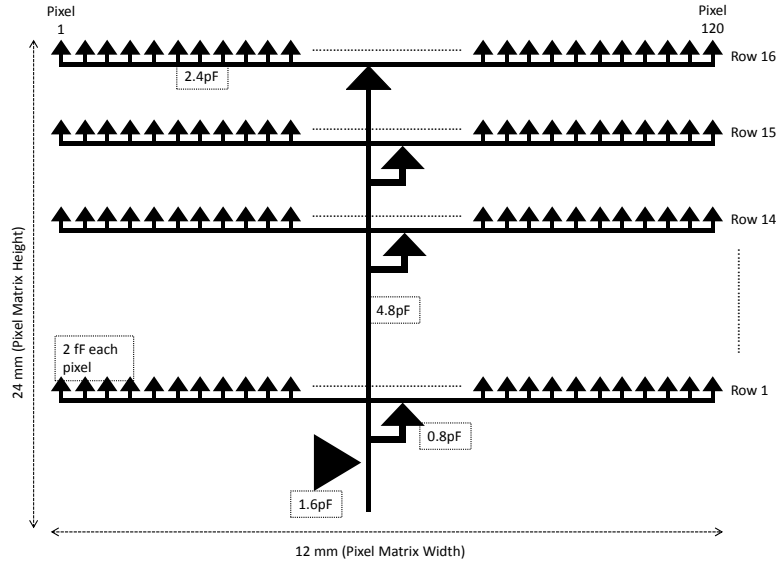 Pixel
1
Pixel
120
Row 16
2.4pF
Row 15
Row 14
4.8pF
2 fF each
pixel
Row 1
0.8pF
1.6pF
24 mm (Pixel Matrix Height)
12 mm (Pixel Matrix Width)